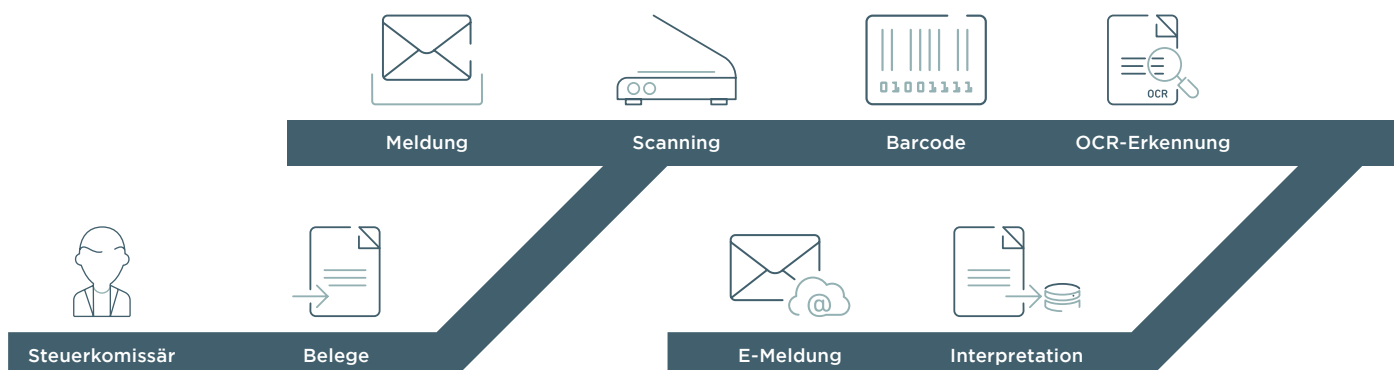 01001111
OCR
@
Meldung Scanning Barcode OCR-Erkennung
Steuerkomissär Belege E-Meldung Interpretation